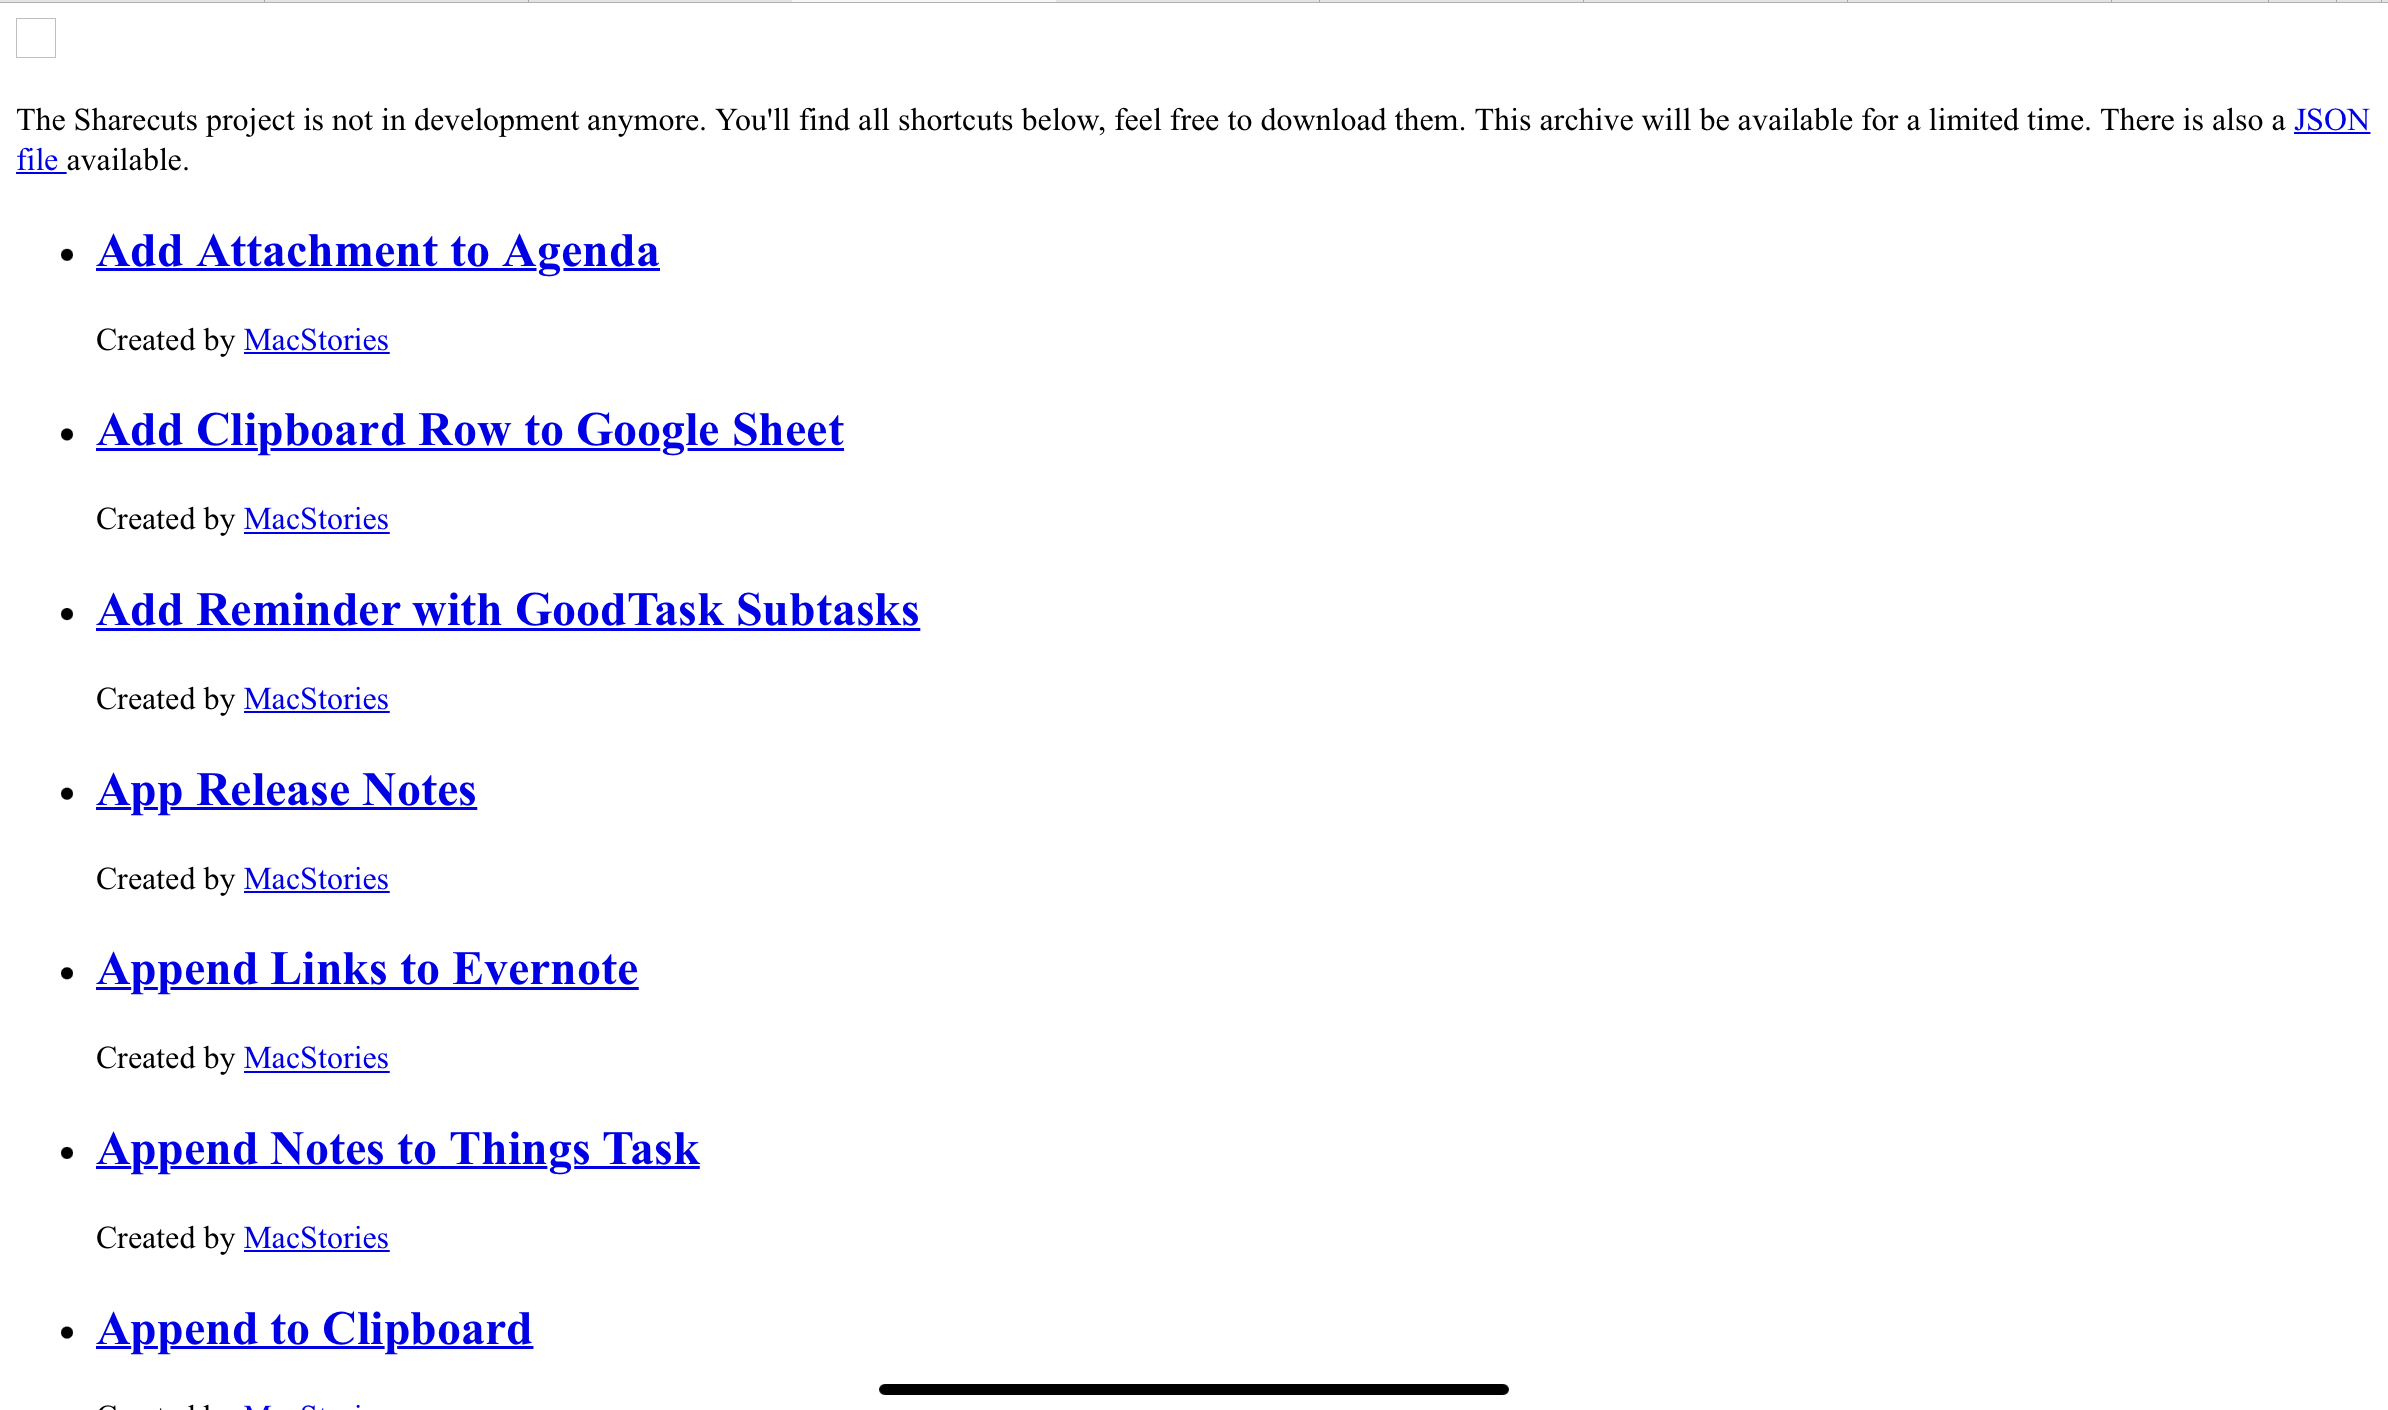 The Sharecuts project is not in development anymore. You'll find all shortcuts below, feel free to download them. This archive will be available for a limited time. There is also a JSON
file available.
Add Attachment to Agenda
Created by MacStories
Add Clipboard Row to Google Sheet
Created by MacStories
Add Reminder with GoodTask Subtasks
Created by MacStories
App Release Notes
Created by MacStories
Append Links to Evernote
Created by MacStories
Append Notes to Things Task
Created by MacStories
Append to Clipboard